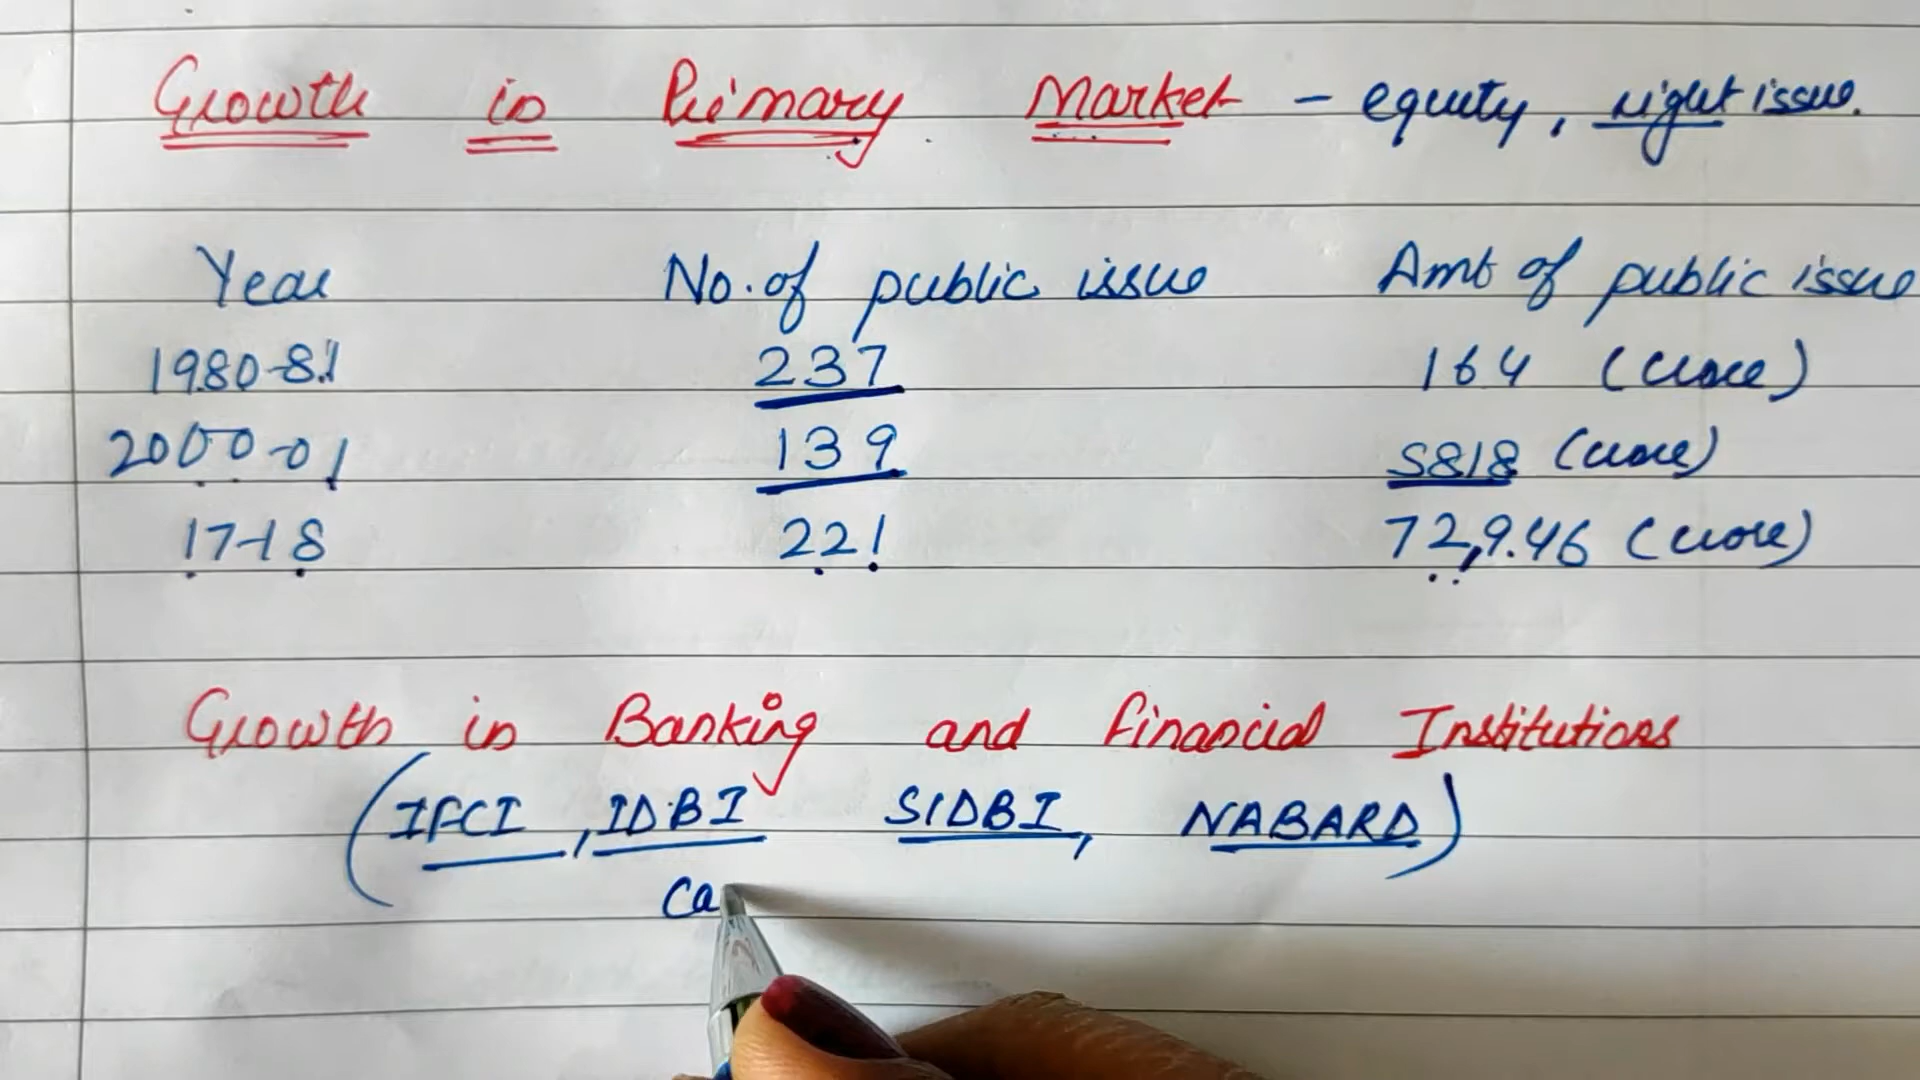 Growth in Primary Market - equity, right issue.
Year No. of public issue Amt of public issue
1980-81 237 164 (crore)
2000-01 139 5818 (crore)
17-18 221 72,9.46 (crore)
Growth in Banking and Financial Institutions
(IFCI, IDBI SIDBI, NABARD)
Ca